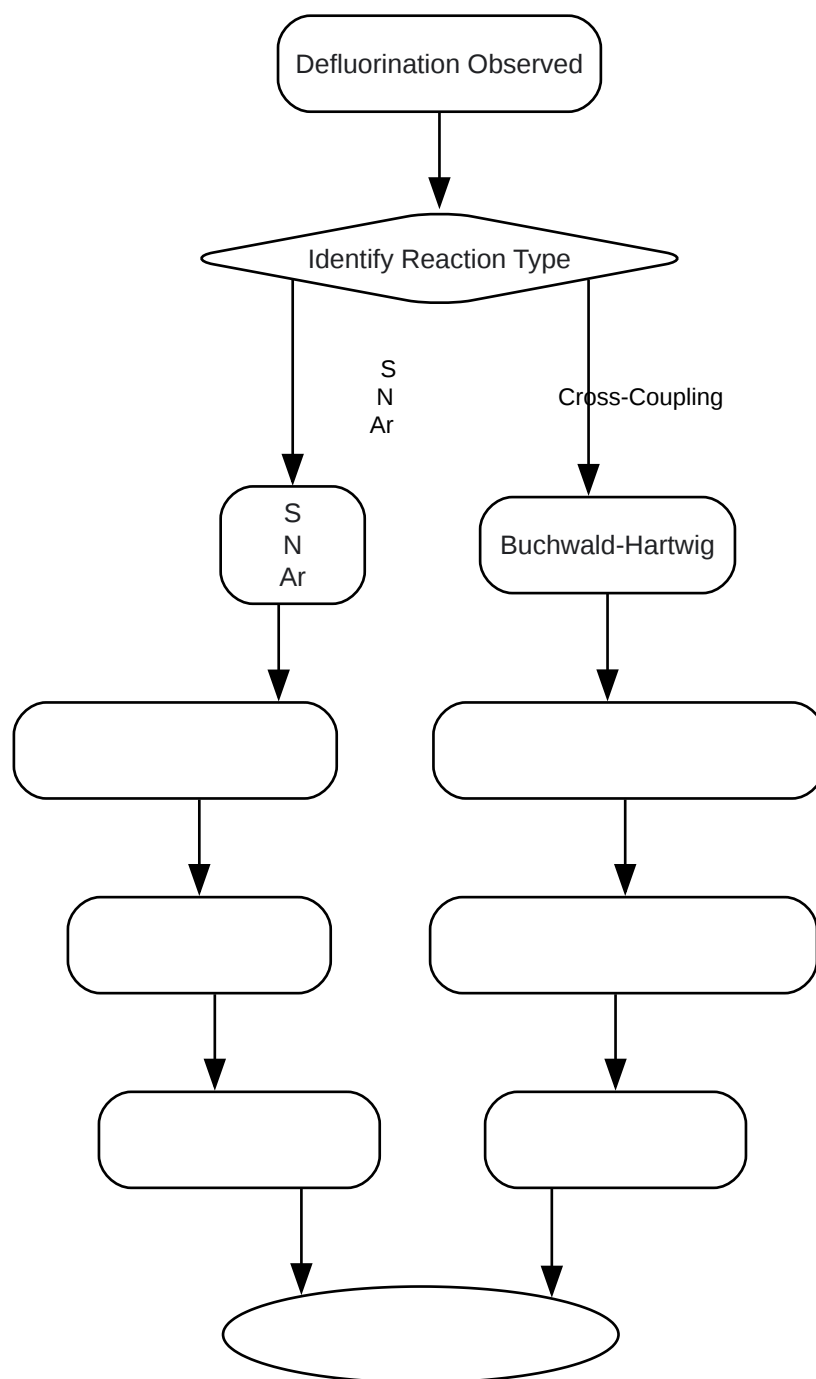 Defluorination Observed
Identify Reaction Type
S
N
Ar
Cross-Coupling
S
N
Ar
Buchwald-Hartwig